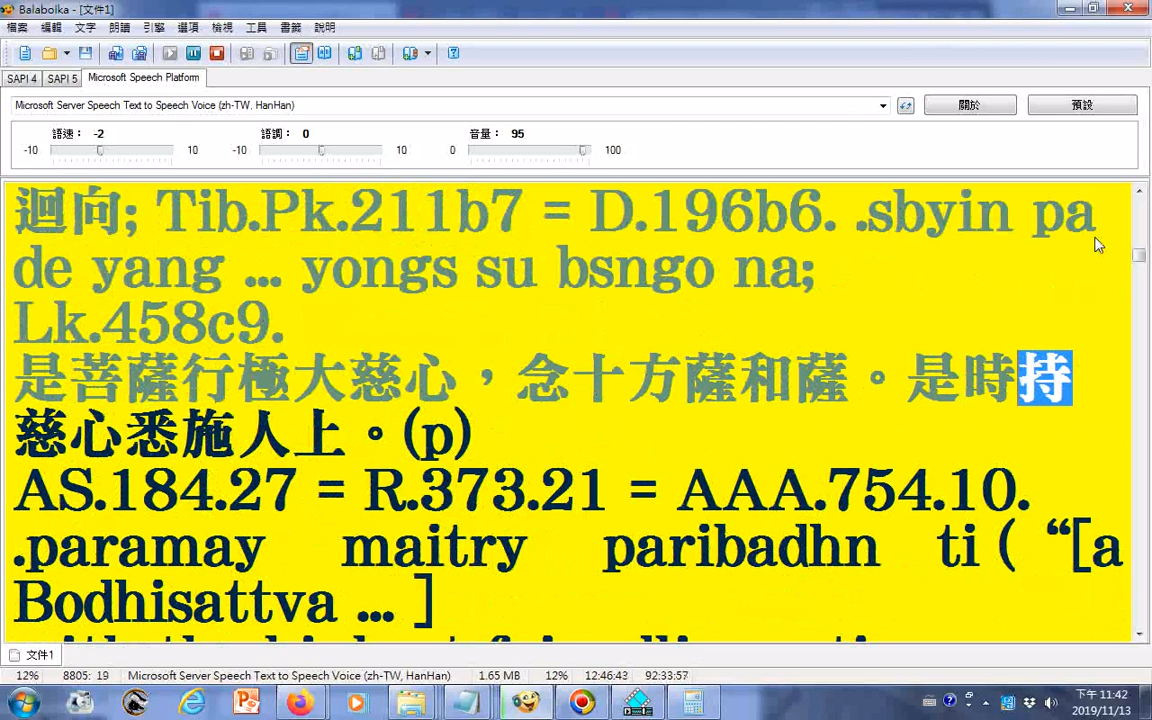 Balabolka - [文件1]
檔案 編輯 文字 朗讀 引擎 選項 檢視 工具 書籤 說明
SAPI 4 SAPI 5 Microsoft Speech Platform
Microsoft Server Speech Text to Speech Voice (zh-TW, HanHan) 關於 預設
語速： -2 語調： 0 音量： 95
-10 10 -10 10 0 100
迴向; Tib.Pk.211b7 = D.196b6. .sbyin pa
de yang ... yongs su bsngo na;
Lk.458c9.
是菩薩行極大慈心，念十方薩和薩。是時持
慈心悉施人上。(p)
AS.184.27 = R.373.21 = AAA.754.10.
.paramay maitry paribadhn ti ( “[a
Bodhisattva ... ]
文件1
12% 8805: 19 Microsoft Server Speech Text to Speech Voice (zh-TW, HanHan) 1.65 MB 12% 12:46:43 92:33:57
下午 11:42
2019/11/13